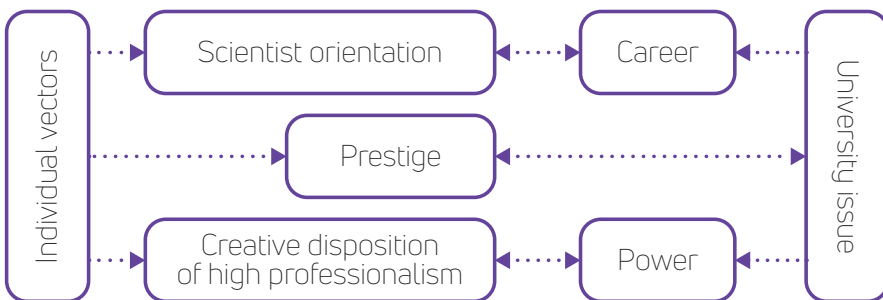 Individual vectors
Scientist orientation
Career
Prestige
Creative disposition
of high professionalism
Power
University issue